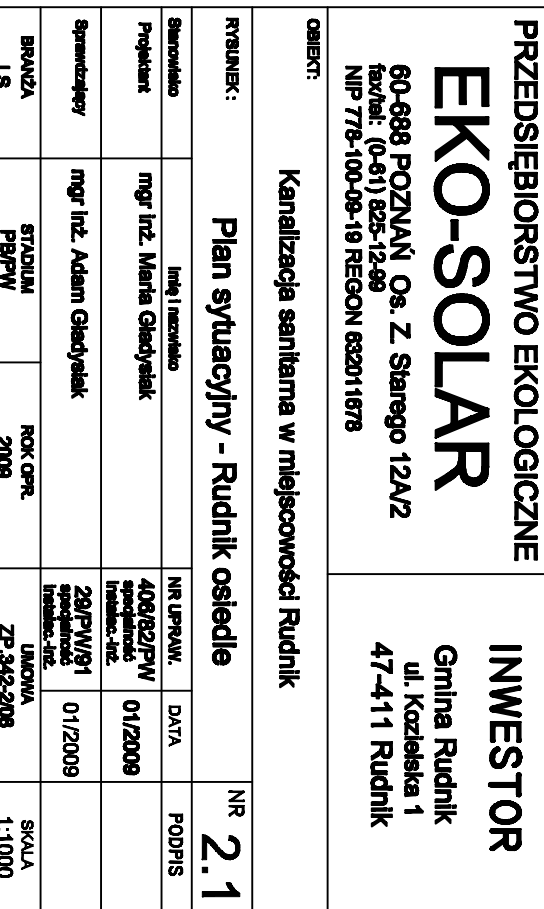 PRZEDSIĘBIORSTWO EKOLOGICZNE
EKO-SOLAR
60-688 POZNAŃ Os. Z. Starego 12A/2
fax/tel: (0-61) 825-12-99
NIP 778-100-09-19 REGON 632011678
INWESTOR
Gmina Rudnik
ul. Kozielska 1
47-411 Rudnik
OBIEKT:
Kanalizacja sanitarna w miejscowości Rudnik
RYSUNEK:
Plan sytuacyjny - Rudnik osiedle
NR
2.1
Stanowisko Imię i nazwisko NR UPRAW. DATA PODPIS
Projektant mgr inż. Maria Gładysiak 406/82/PW specjalność instalac.-inż. 01/2009
Sprawdzający mgr inż. Adam Gładysiak 29/PW/91 specjalność instalac.-inż. 01/2009
BRANŻA STADIUM ROK OPR. UMOWA SKALA
I.S. PB/PW 2009 ZP.342-2/08 1:1000